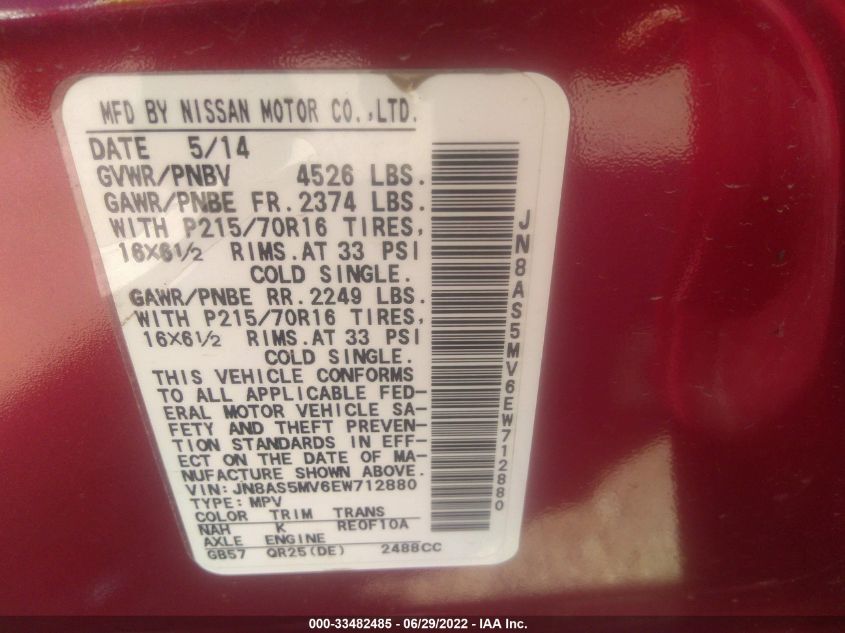 MFD BY NISSAN MOTOR CO.,LTD.
DATE 5/14
GVWR/PNBV 4526 LBS.
GAWR/PNBE FR.2374 LBS.
WITH P215/70R16 TIRES,
16X6½ RIMS.AT 33 PSI
COLD SINGLE.
GAWR/PNBE RR.2249 LBS.
WITH P215/70R16 TIRES,
16X6½ RIMS.AT 33 PSI
COLD SINGLE.
THIS VEHICLE CONFORMS
TO ALL APPLICABLE FED-
ERAL MOTOR VEHICLE SA-
FETY AND THEFT PREVEN-
TION STANDARDS IN EFF-
ECT ON THE DATE OF MA-
NUFACTURE SHOWN ABOVE.
VIN: JN8AS5MV6EW712880
TYPE: MPV
COLOR TRIM TRANS
NAH K RE0F10A
AXLE ENGINE
GB57 QR25(DE) 2488CC
JN8AS5MV6EW712880
000-33482485 - 06/29/2022 - IAA Inc.